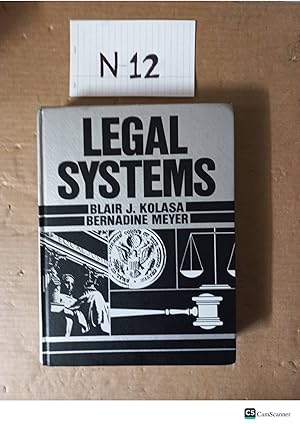 N-12
LEGAL
SYSTEMS
BLAIR J. KOLASA
BERNADINE MEYER
CS CamScanner